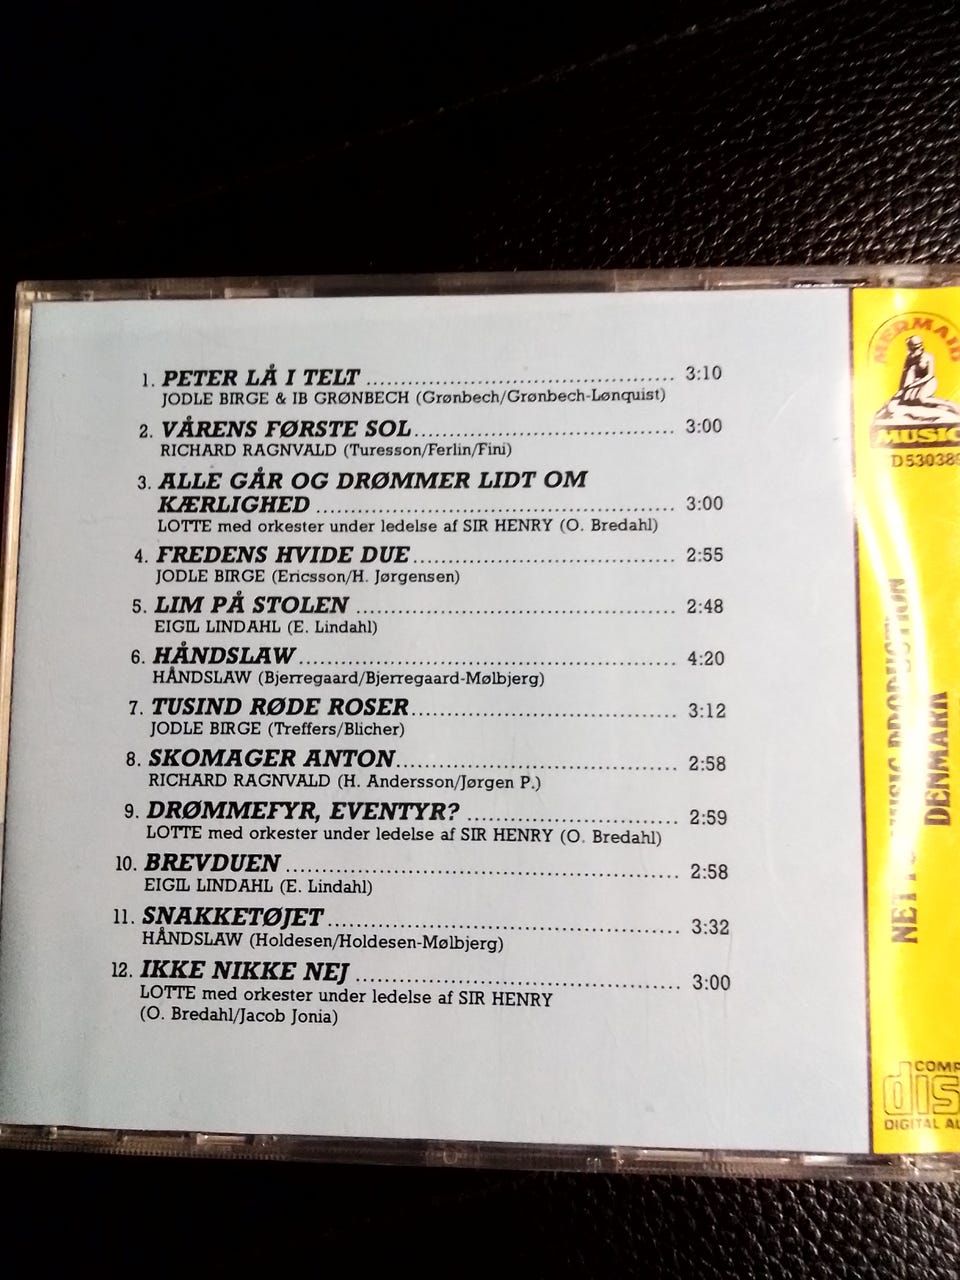 1. PETER LÅ I TELT ........................................ 3:10
JODLE BIRGE & IB GRØNBECH (Grønbech/Grønbech-Lønquist)
2. VÅRENS FØRSTE SOL................................. 3:00
RICHARD RAGNVALD (Turesson/Ferlin/Fini)
3. ALLE GÅR OG DRØMMER LIDT OM
KÆRLIGHED ............................................. 3:00
LOTTE med orkester under ledelse af SIR HENRY (O. Bredahl)
4. FREDENS HVIDE DUE................................. 2:55
JODLE BIRGE (Ericsson/H. Jørgensen)
5. LIM PÅ STOLEN ........................................ 2:48
EIGIL LINDAHL (E. Lindahl)
6. HÅNDSLAW................................................ 4:20
HÅNDSLAW (Bjerregaard/Bjerregaard-Mølbjerg)
7. TUSIND RØDE ROSER................................. 3:12
JODLE BIRGE (Treffers/Blicher)
8. SKOMAGER ANTON................................... 2:58
RICHARD RAGNVALD (H. Andersson/Jørgen P.)
9. DRØMMEFYR, EVENTYR? .......................... 2:59
LOTTE med orkester under ledelse af SIR HENRY (O. Bredahl)
10. BREVDUEN ................................................. 2:58
EIGIL LINDAHL (E. Lindahl)
11. SNAKKETØJET ............................................ 3:32
HÅNDSLAW (Holdesen/Holdesen-Mølbjerg)
12. IKKE NIKKE NEJ ......................................... 3:00
LOTTE med orkester under ledelse af SIR HENRY
(O. Bredahl/Jacob Jonia)
MERMAID
MUSIC
D 530389
MUSIC PRODUCTION
DENMARK
COMP
dis
DIGITAL AU